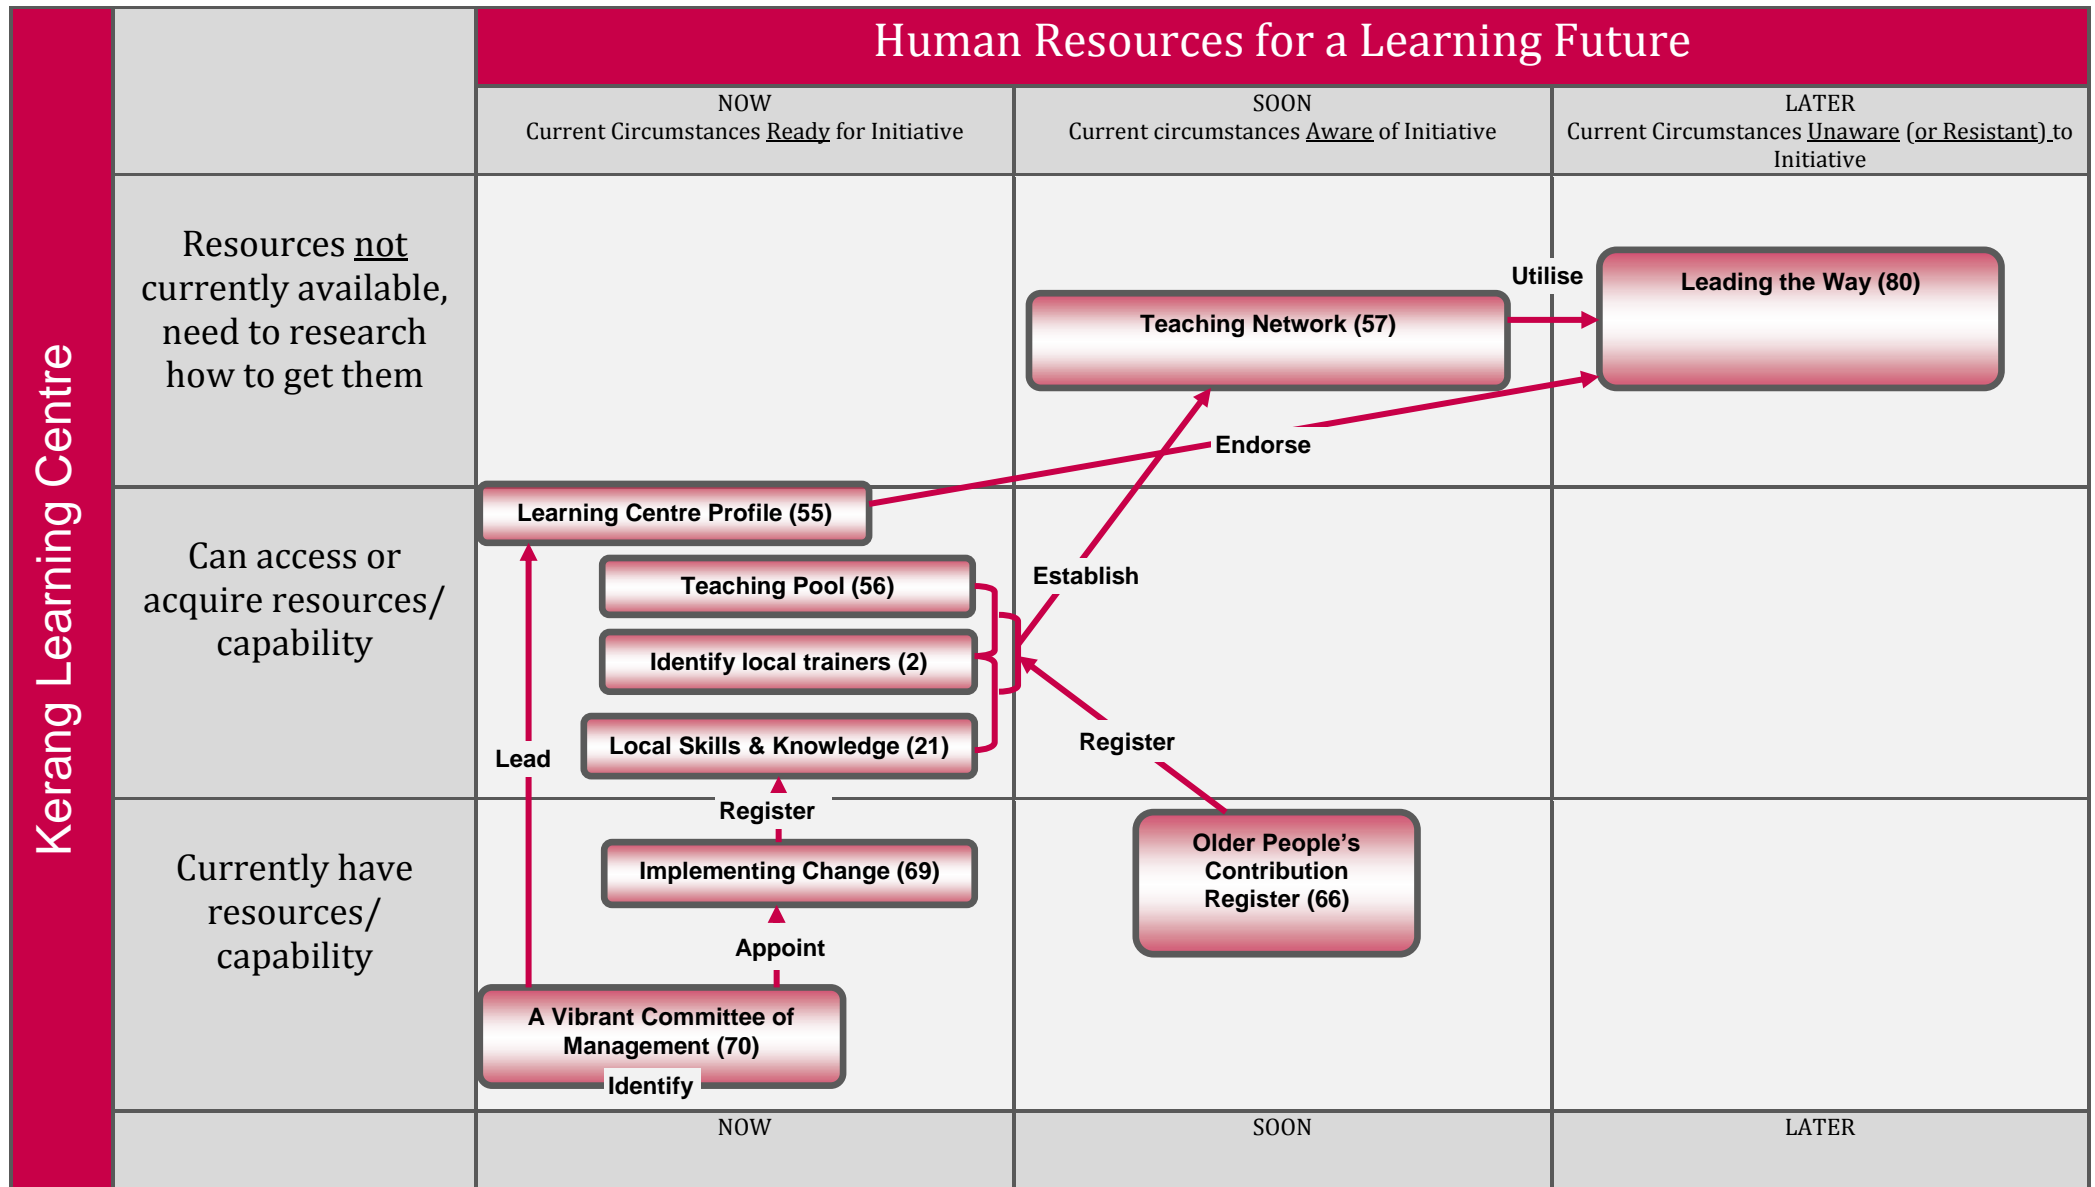 Kerang Learning Centre
Human Resources for a Learning Future
NOW
Current Circumstances Ready for Initiative
SOON
Current circumstances Aware of Initiative
LATER
Current Circumstances Unaware (or Resistant) to
Initiative
Resources not
currently available,
need to research
how to get them
Utilise
Leading the Way (80)
Teaching Network (57)
Endorse
Can access or
acquire resources/
capability
Learning Centre Profile (55)
Teaching Pool (56)
Establish
Identify local trainers (2)
Local Skills & Knowledge (21)
Register
Lead
Register
Currently have
resources/
capability
Implementing Change (69)
Older People’s
Contribution
Register (66)
Appoint
A Vibrant Committee of
Management (70)
Identify
NOW
SOON
LATER